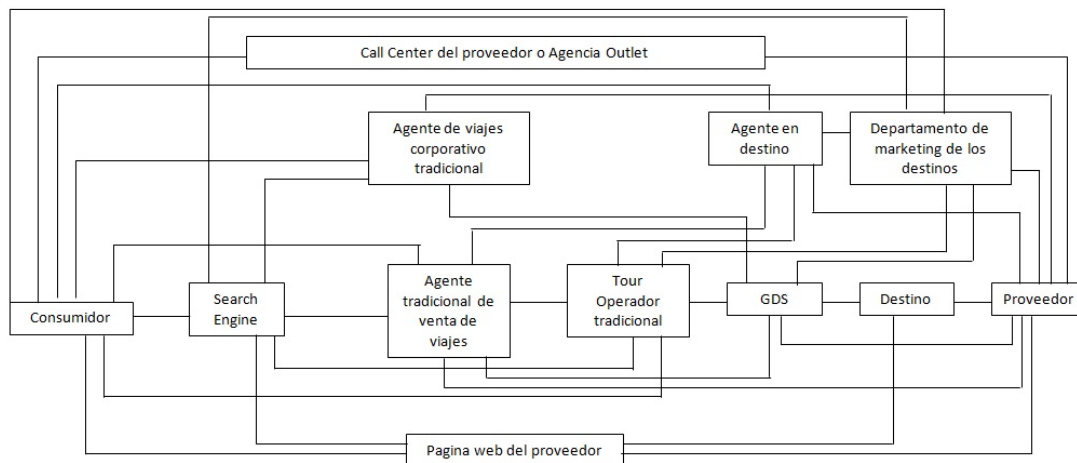 Call Center del proveedor o Agencia Outlet
Agente de viajes
corporativo
tradicional
Agente en
destino
Departamento de
marketing de los
destinos
Consumidor
Search
Engine
Agente
tradicional de
venta de
viajes
Tour
Operador
tradicional
GDS
Destino
Proveedor
Pagina web del proveedor